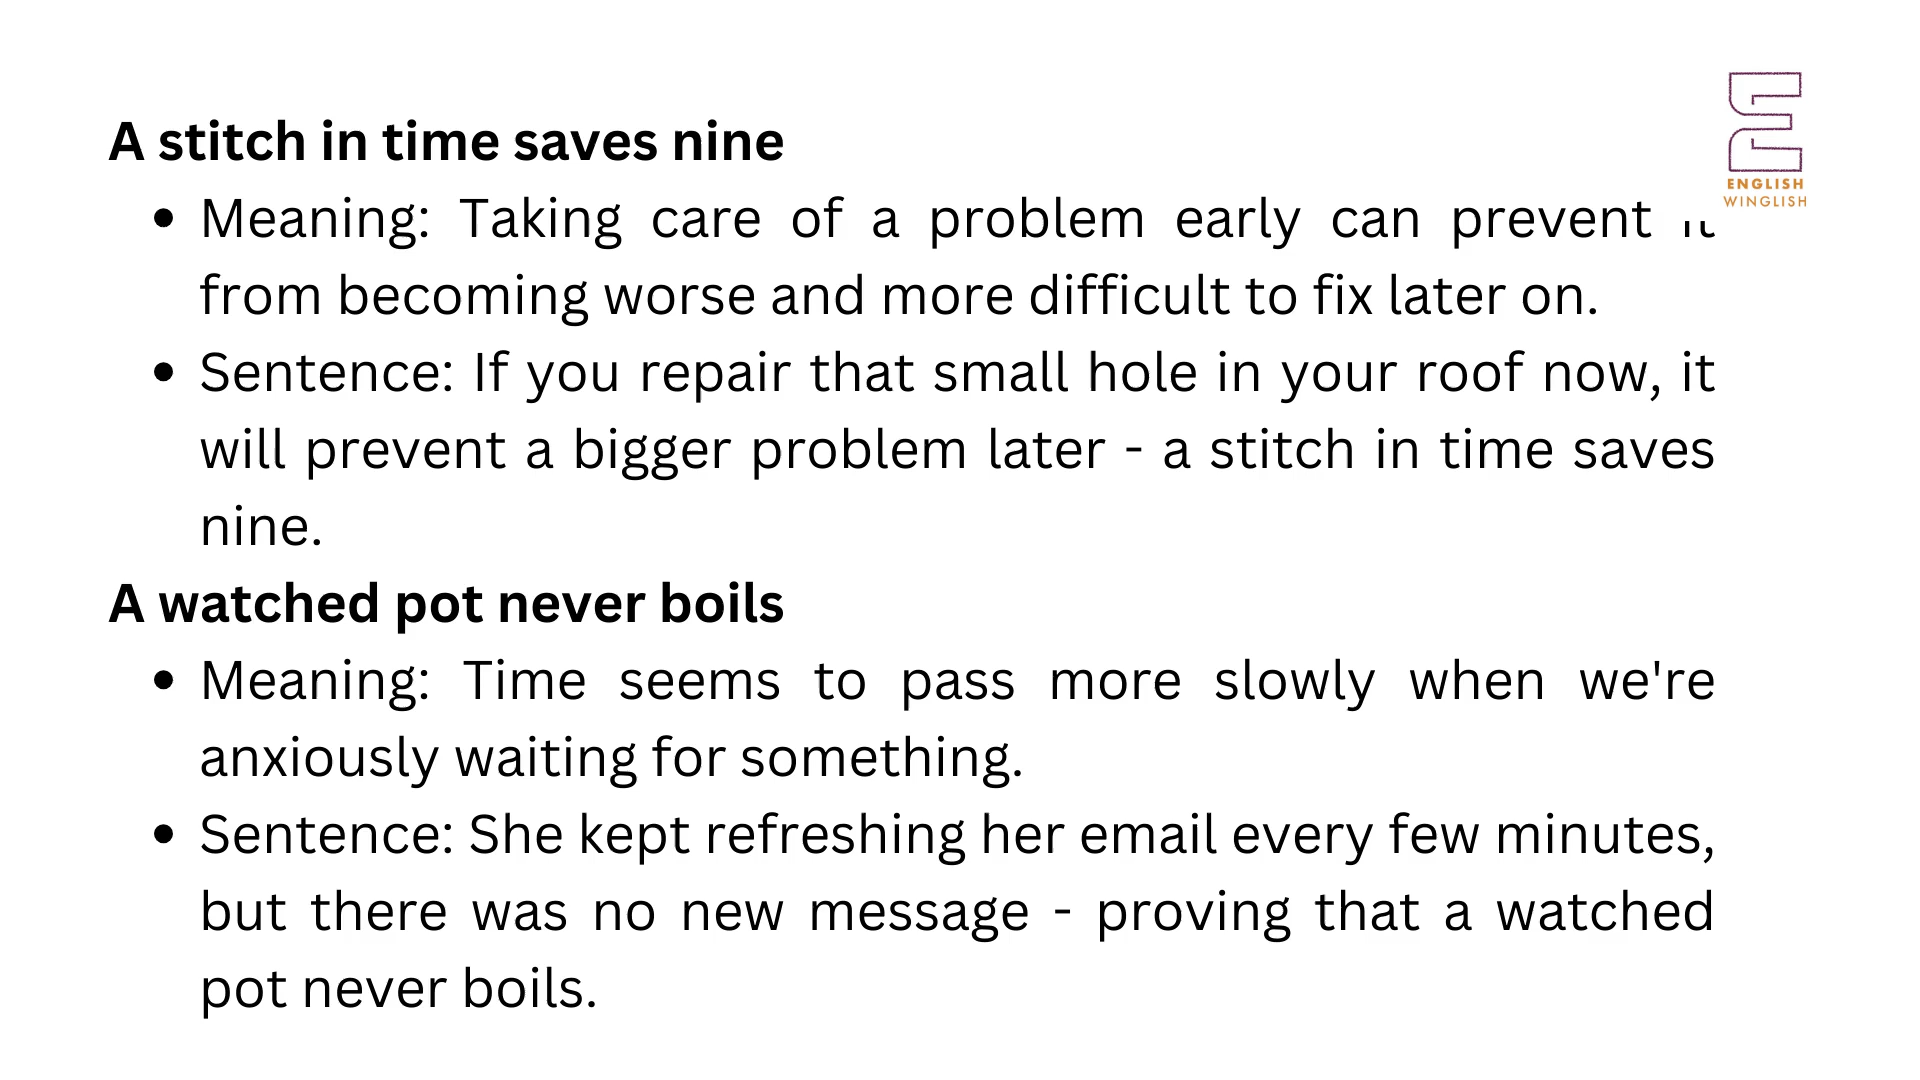 A stitch in time saves nine
ENGLISH
WINGLISH
• Meaning: Taking care of a problem early can prevent it
from becoming worse and more difficult to fix later on.
• Sentence: If you repair that small hole in your roof now, it
will prevent a bigger problem later - a stitch in time saves
nine.
A watched pot never boils
• Meaning: Time seems to pass more slowly when we're
anxiously waiting for something.
• Sentence: She kept refreshing her email every few minutes,
but there was no new message - proving that a watched
pot never boils.